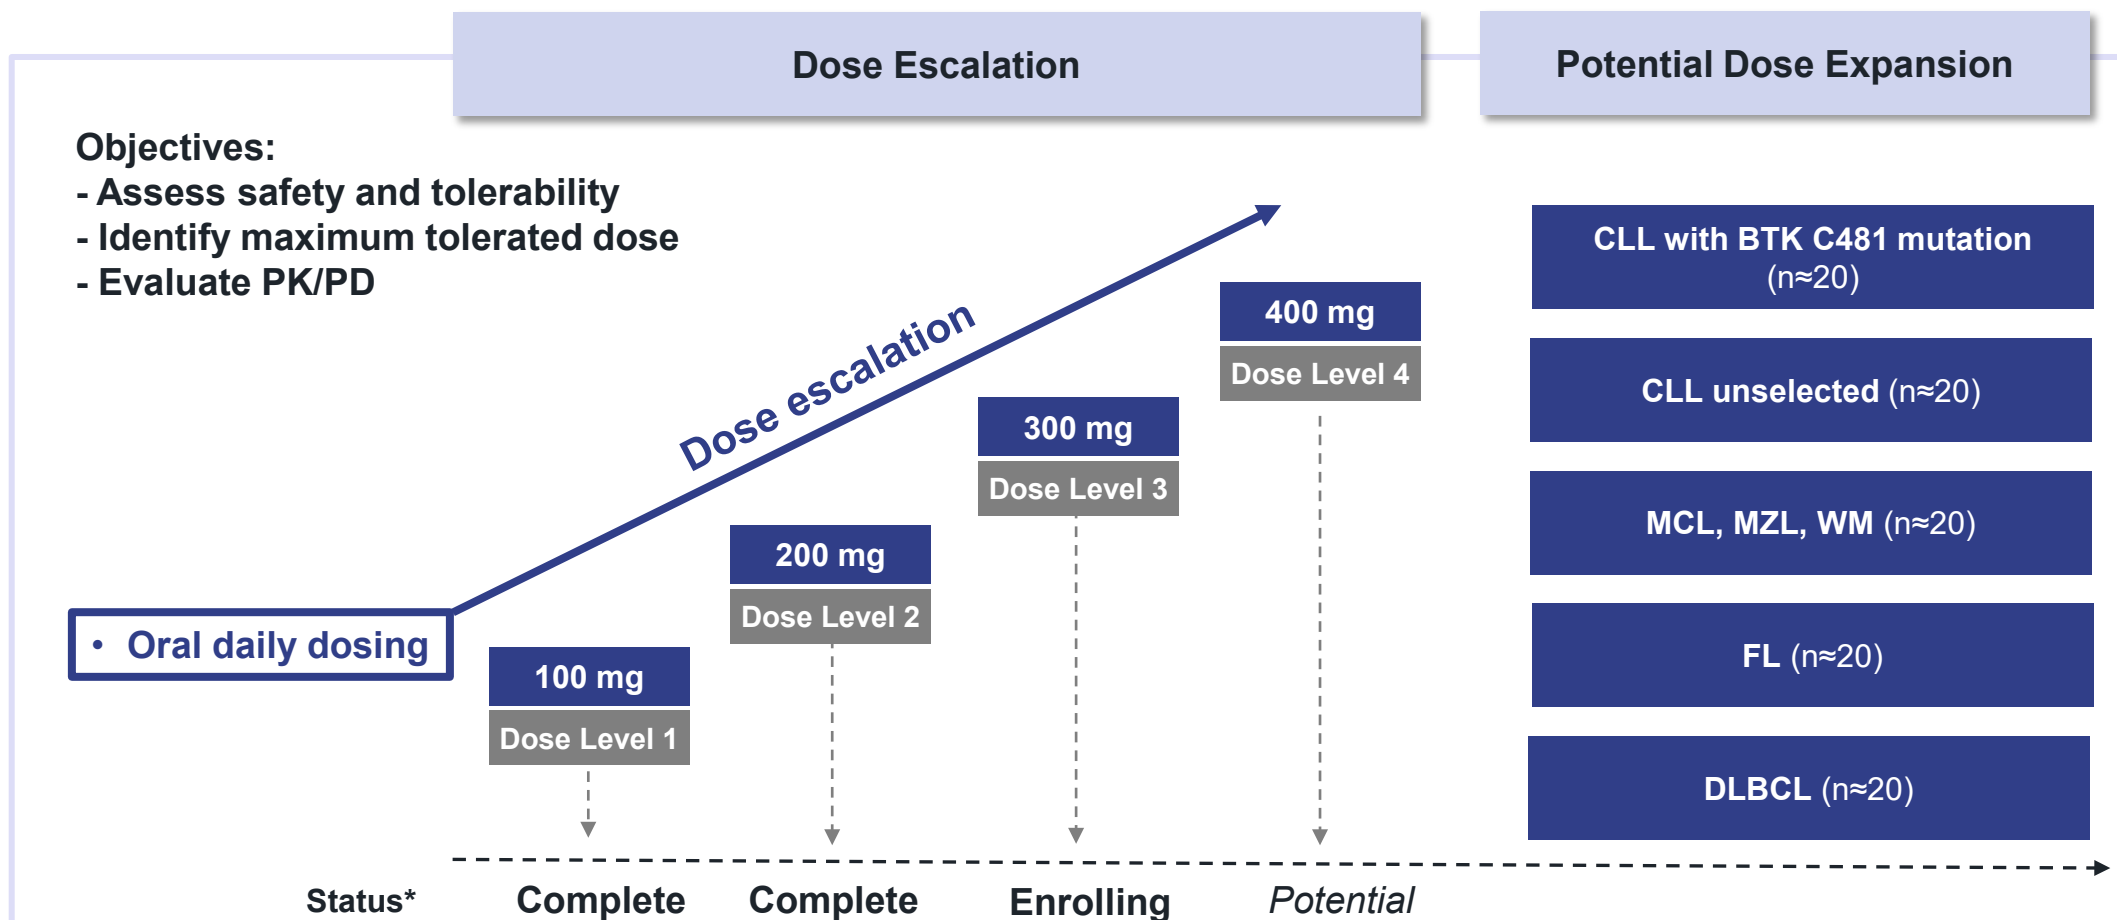 Dose Escalation
Potential Dose Expansion
Objectives:
- Assess safety and tolerability
- Identify maximum tolerated dose
- Evaluate PK/PD
Dose escalation
• Oral daily dosing
100 mg
Dose Level 1
200 mg
Dose Level 2
300 mg
Dose Level 3
400 mg
Dose Level 4
CLL with BTK C481 mutation
(n≈20)
CLL unselected (n≈20)
MCL, MZL, WM (n≈20)
FL (n≈20)
DLBCL (n≈20)
Status* Complete Complete Enrolling Potential